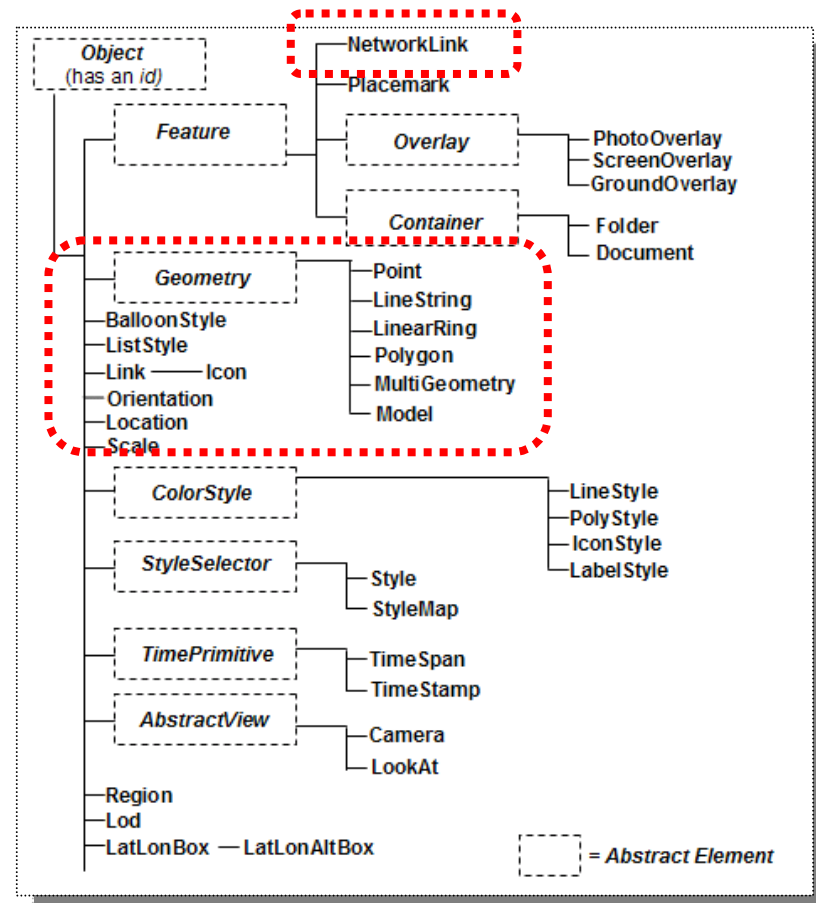 Object
(has an id)
NetworkLink
Placemark
Feature
Overlay
PhotoOverlay
ScreenOverlay
GroundOverlay
Container
Folder
Document
Geometry
Point
LineString
LinearRing
Polygon
MultiGeometry
Model
BalloonStyle
ListStyle
Link Icon
Orientation
Location
Scale
ColorStyle
LineStyle
PolyStyle
IconStyle
LabelStyle
StyleSelector
Style
StyleMap
TimePrimitive
TimeSpan
TimeStamp
AbstractView
Camera
LookAt
Region
Lod
LatLonBox LatLonAltBox
= Abstract Element